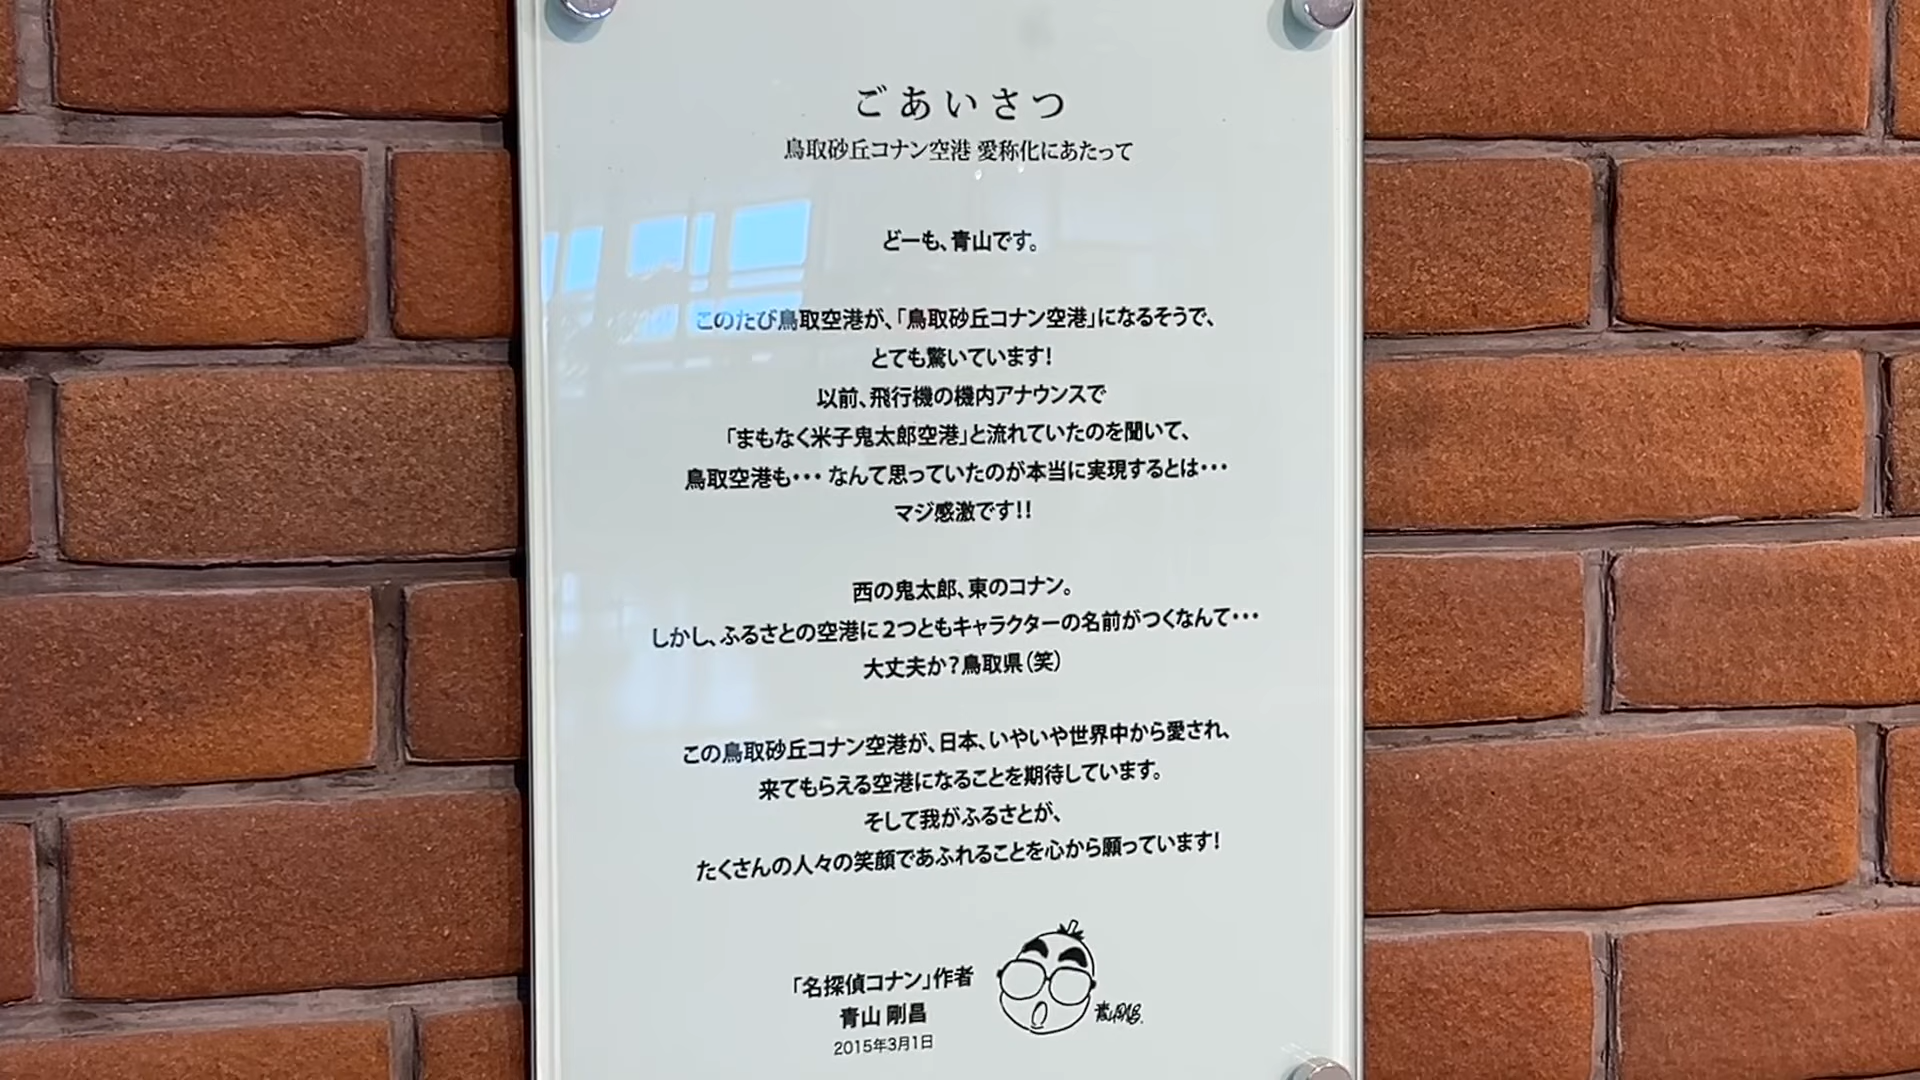 ごあいさつ
鳥取砂丘コナン空港 愛称化にあたって
どーも、青山です。
このたび鳥取空港が、「鳥取砂丘コナン空港」になるそうで、
とても驚いています!
以前、飛行機の機内アナウンスで
「まもなく米子鬼太郎空港」と流れていたのを聞いて、
鳥取空港も・・・ なんて思っていたのが本当に実現するとは・・・
マジ感激です!!
西の鬼太郎、東のコナン。
しかし、ふるさとの空港に2つともキャラクターの名前がつくなんて・・・
大丈夫か?鳥取県(笑)
この鳥取砂丘コナン空港が、日本、いやいや世界中から愛され、
来てもらえる空港になることを期待しています。
そして我がふるさとが、
たくさんの人々の笑顔であふれることを心から願っています!
「名探偵コナン」作者
青山 剛昌
2015年3月1日